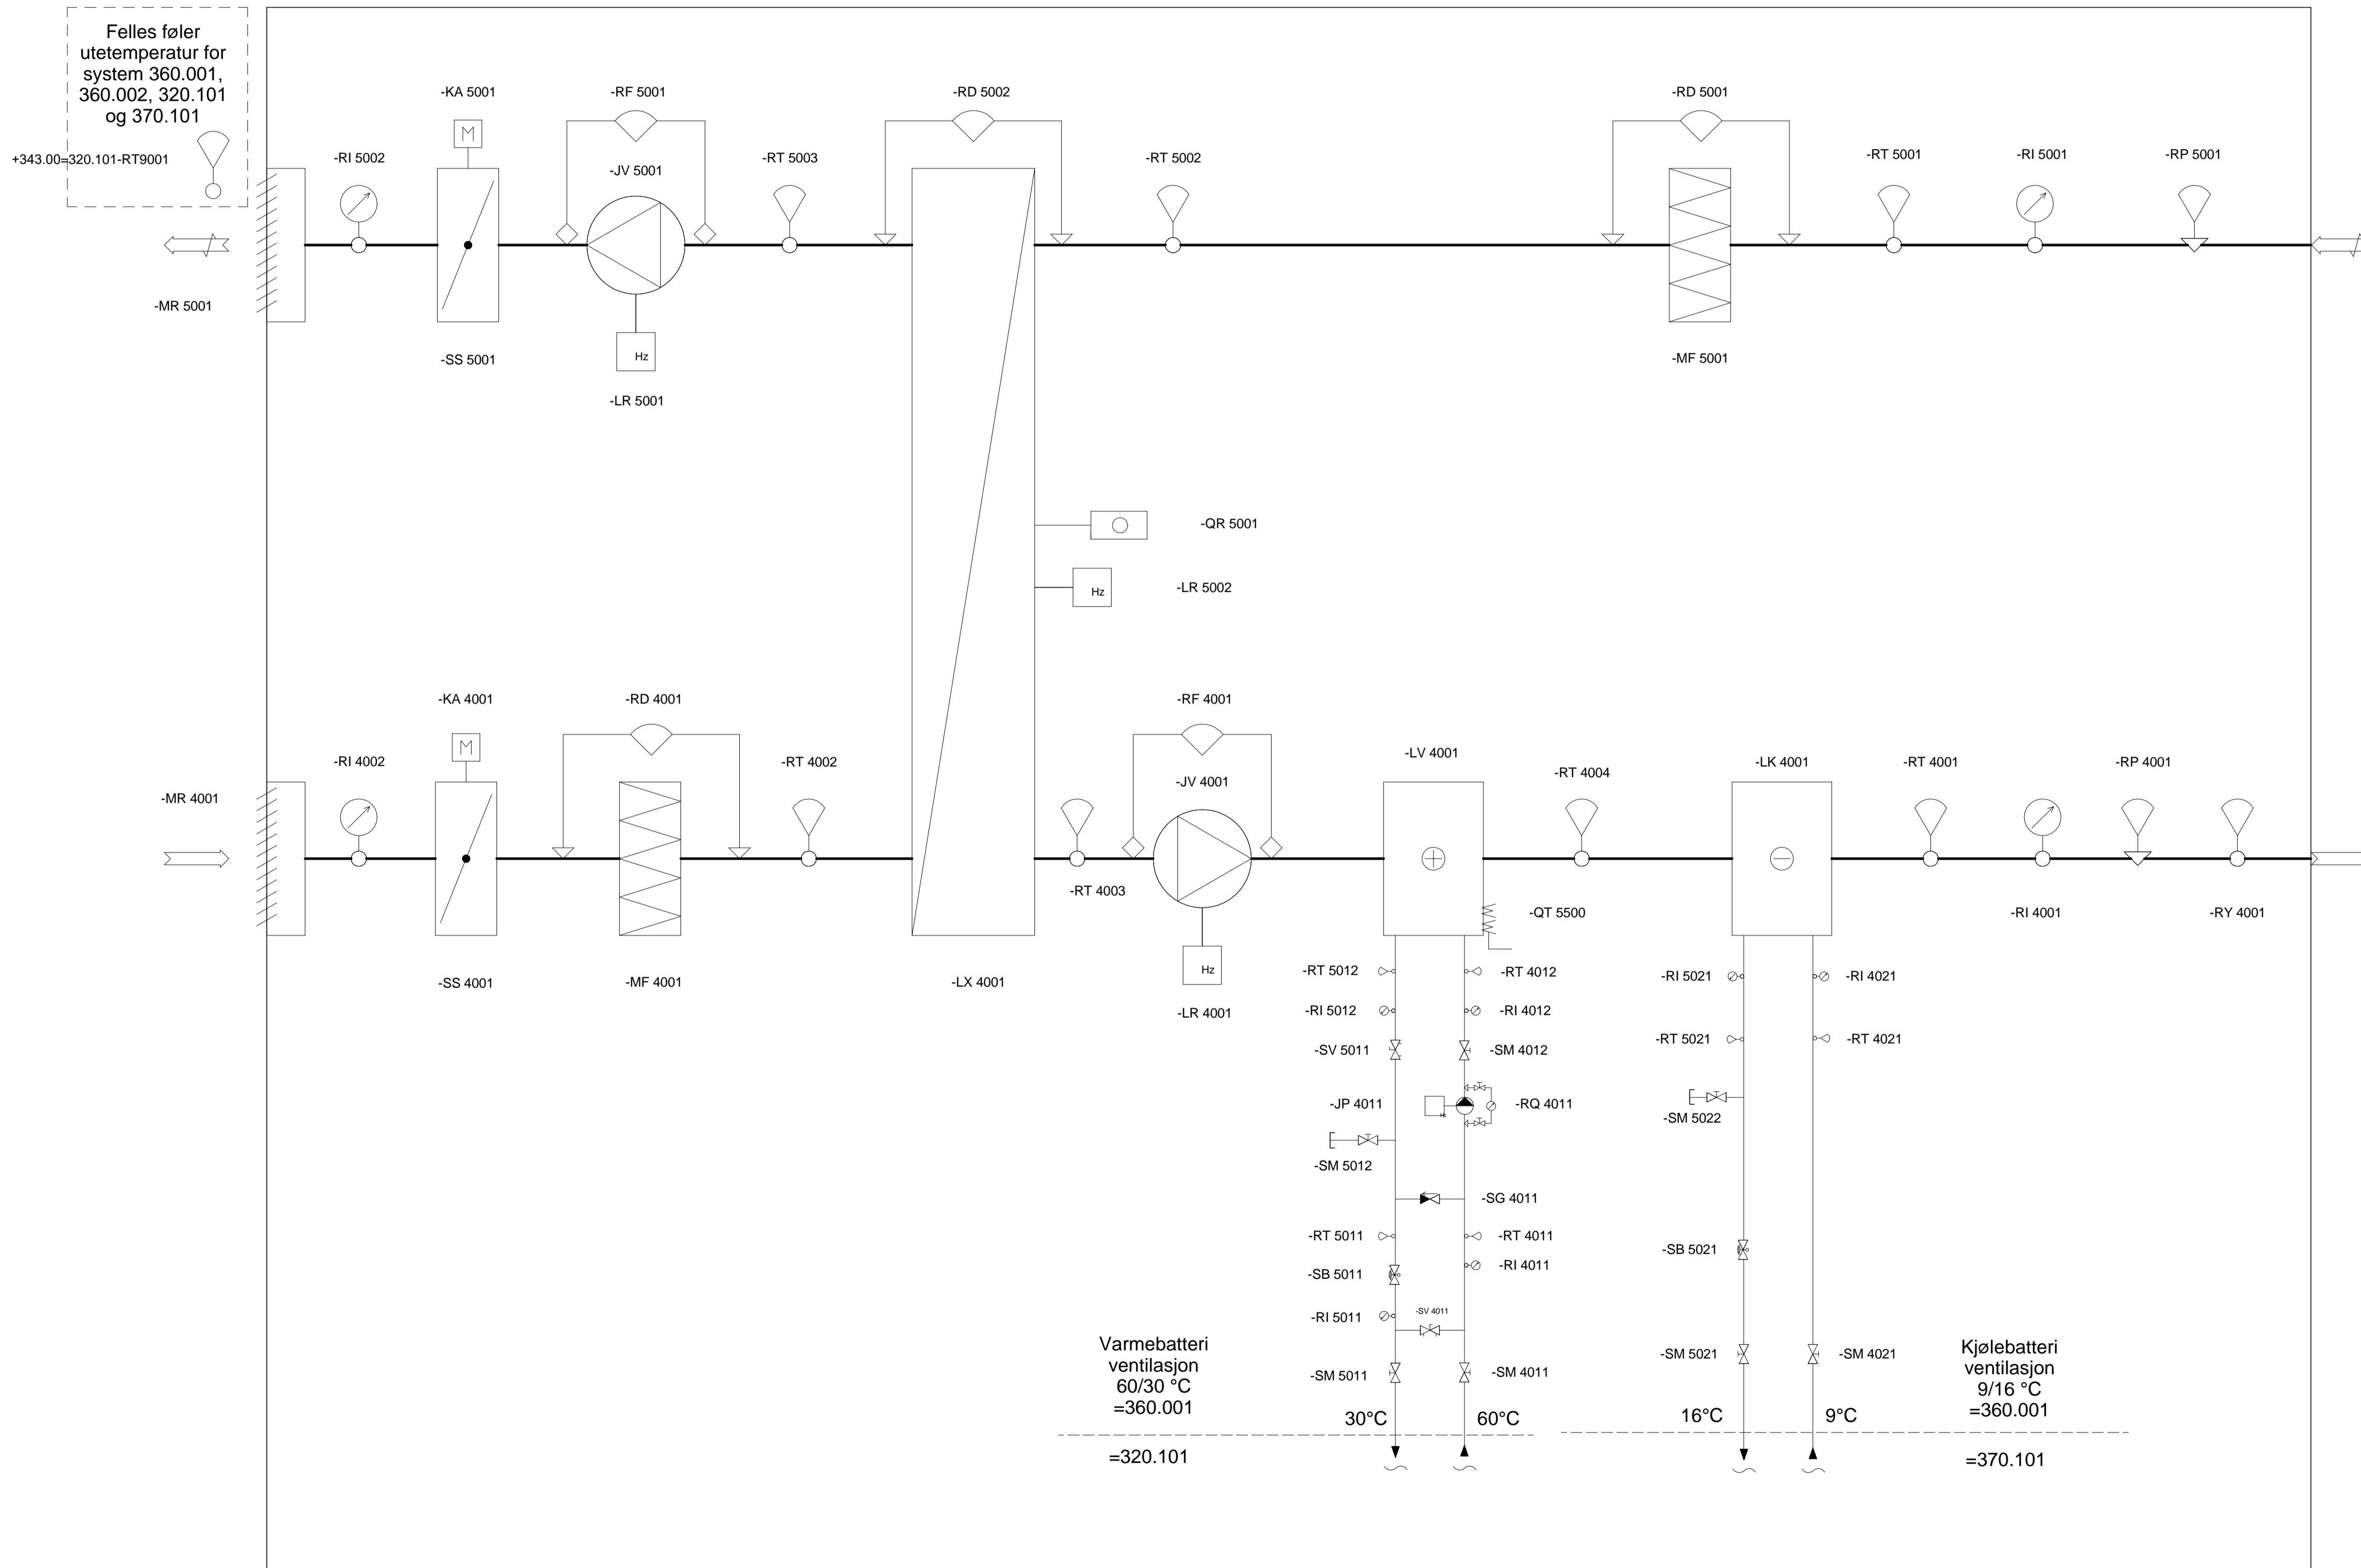 Felles føler
utetemperatur for
system 360.001,
360.002, 320.101
og 370.101
+343.00=320.101-RT9001
-KA 5001
-RF 5001
-RD 5002
-RD 5001
M
-RI 5002
-JV 5001
-RT 5003
-RT 5002
-RT 5001
-RI 5001
-RP 5001
-MR 5001
-SS 5001
Hz
-MF 5001
-LR 5001
-QR 5001
Hz
-LR 5002
-KA 4001
-RD 4001
-RF 4001
M
-RI 4002
-RT 4002
-JV 4001
-LV 4001
-RT 4004
-LK 4001
-RT 4001
-RP 4001
-MR 4001
-RT 4003
-QT 5500
-RI 4001
-RY 4001
-SS 4001
-MF 4001
-LX 4001
Hz
-LR 4001
-RT 5012
-RT 4012
-RI 5021
-RI 4021
-RI 5012
-RI 4012
-RT 5021
-RT 4021
-SV 5011
-SM 4012
-JP 4011
Hz
-RQ 4011
-SM 5022
-SM 5012
-SG 4011
-RT 5011
-RT 4011
-SB 5021
-SB 5011
-RI 4011
-RI 5011
-SV 4011
-SM 5011
-SM 4011
-SM 5021
-SM 4021
Varmebatteri
ventilasjon
60/30 °C
=360.001
30°C
60°C
16°C
9°C
Kjølebatteri
ventilasjon
9/16 °C
=360.001
=320.101
=370.101